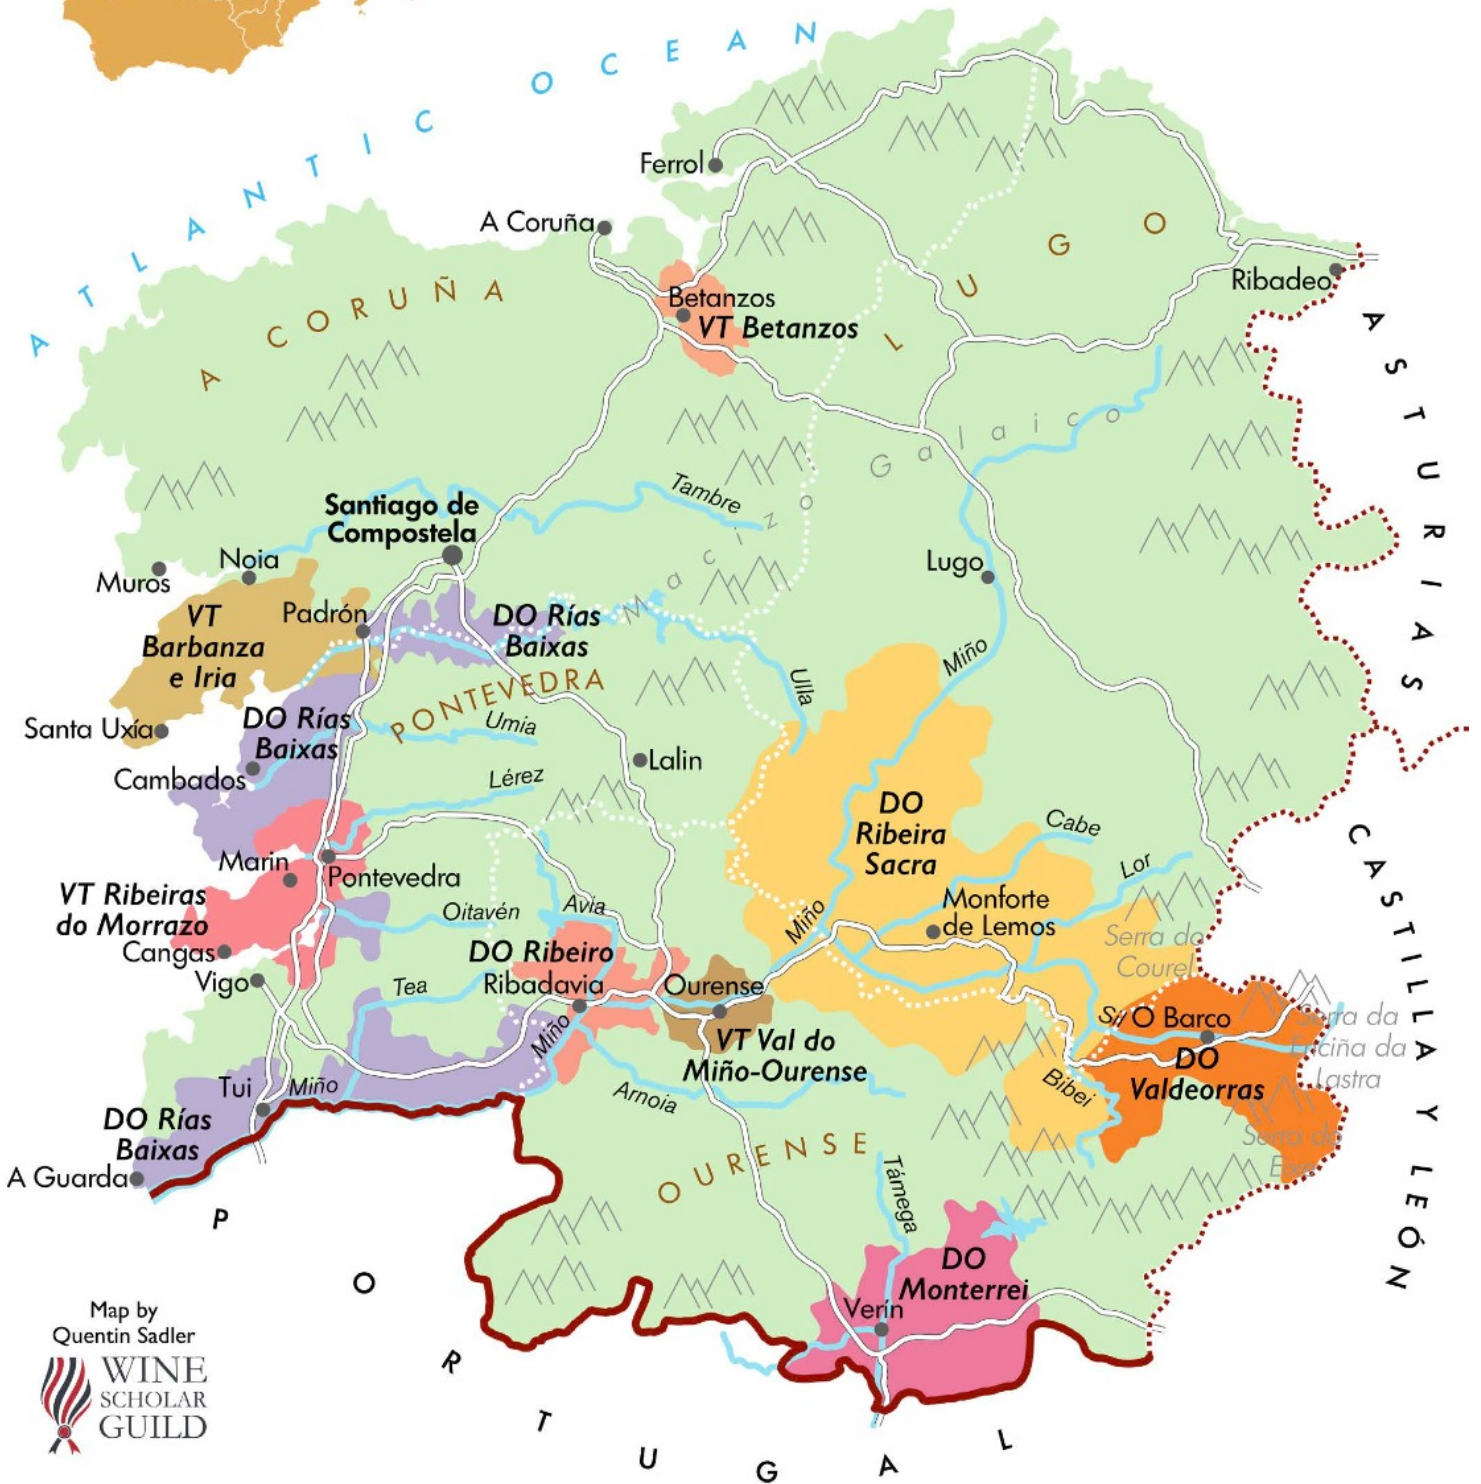 ATLANTIC OCEAN
Ferrol
A Coruña
LUGO
Ribadeo
A CORUÑA
Betanzos
VT Betanzos
ASTURIAS
Macizo Galaico
Tambre
Santiago de
Compostela
Noia
Muros
Lugo
VT
Barbanza
e Iria
Padrón
DO Rías
Baixas
Miño
Ulla
PONTEVEDRA
Santa Uxía
DO Rías
Baixas
Umia
Cambados
Lalin
Lérez
DO
Ribeira
Sacra
Cabe
Lor
CASTILLA Y LEÓN
Marin
Pontevedra
VT Ribeiras
do Morrazo
Oitavén
Avia
Miño
Monforte
de Lemos
Serra do
Courel
Cangas
DO Ribeiro
Vigo
Tea
Ribadavia
Ourense
Sil
O Barco
Serra da
Enciña da
Lastra
VT Val do
Miño-Ourense
DO
Valdeorras
Miño
Tui
Miño
Arnoia
Bibei
DO Rías
Baixas
Serra do
OURENSE
A Guarda
Támega
PORTUGAL
DO
Monterrei
Verín
Map by
Quentin Sadler
WINE
SCHOLAR
GUILD